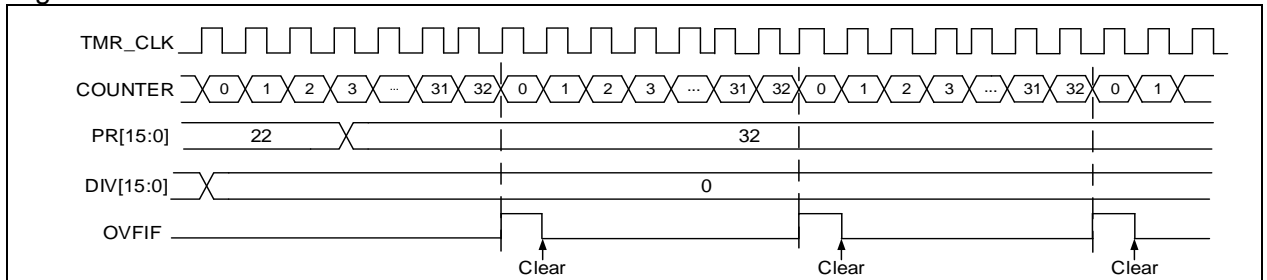 TMR_CLK
COUNTER 0 1 2 3 ... 31 32 0 1 2 3 ... 31 32 0 1 2 3 ... 31 32 0 1
PR[15:0] 22 32
DIV[15:0] 0
OVFIF
Clear Clear Clear